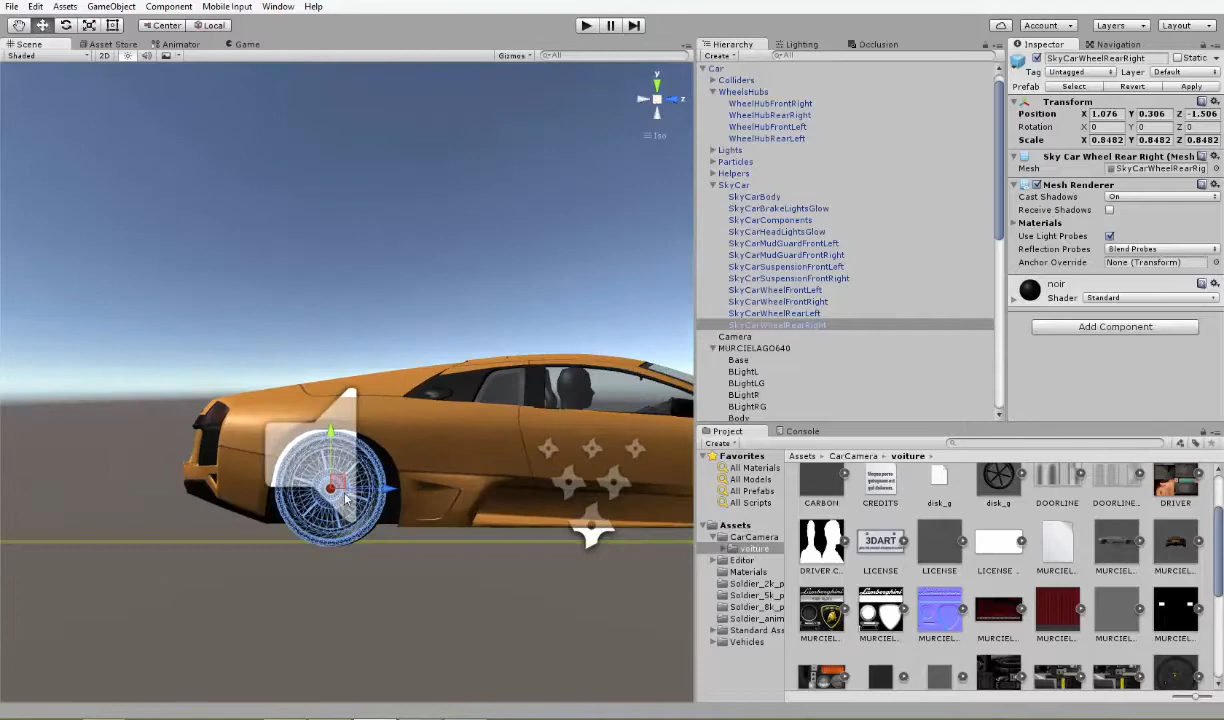 File Edit Assets GameObject Component Mobile Input Window Help
Center Local Account Layers Layout
Scene Asset Store Animator Game
Shaded 2D Gizmos All
y
z
Iso
Hierarchy Lighting Occlusion
Create All
Car
Colliders
WheelsHubs
WheelHubFrontRight
WheelHubRearRight
WheelHubFrontLeft
WheelHubRearLeft
Lights
Particles
Helpers
SkyCar
SkyCarBody
SkyCarBrakeLightsGlow
SkyCarComponents
SkyCarHeadLightsGlow
SkyCarMudGuardFrontLeft
SkyCarMudGuardFrontRight
SkyCarSuspensionFrontLeft
SkyCarSuspensionFrontRight
SkyCarWheelFrontLeft
SkyCarWheelFrontRight
SkyCarWheelRearLeft
SkyCarWheelRearRight
Camera
MURCIELAGO640
Base
BLightL
BLightLG
BLightR
BLightRG
Body
Inspector Navigation
SkyCarWheelRearRight Static
Tag Untagged Layer Default
Prefab Select Revert Apply
Transform
Position X 1.076 Y 0.306 Z -1.506
Rotation X 0 Y 0 Z 0
Scale X 0.8482 Y 0.8482 Z 0.8482
Sky Car Wheel Rear Right (Mesh
Mesh SkyCarWheelRearRig
Mesh Renderer
Cast Shadows On
Receive Shadows
Materials
Use Light Probes
Reflection Probes Blend Probes
Anchor Override None (Transform)
noir
Shader Standard
Add Component
Project Console
Create
Favorites
All Materials
All Models
All Prefabs
All Scripts
Assets
CarCamera
voiture
Editor
Materials
Soldier_2k_p
Soldier_5k_p
Soldier_8k_p
Soldier_anim
Standard Ass
Vehicles
Assets CarCamera voiture
CARBON CREDITS disk_g disk_g DOORLINE DOORLINE DRIVER
3DART
DRIVER C... LICENSE LICENSE LICENSE ... MURCIEL... MURCIEL... MURCIEL...
Lamborghini Lamborghini
MURCIEL... MURCIEL... MURCIEL... MURCIEL... MURCIEL... MURCIEL... MURCIEL...